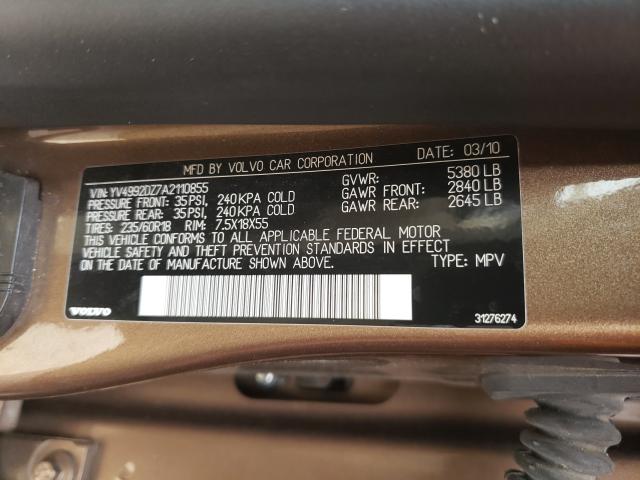 MFD BY VOLVO CAR CORPORATION DATE: 03/10
VIN: YV4992DZ7A2110855 GVWR: 5380 LB
PRESSURE FRONT: 35PSI, 240KPA COLD GAWR FRONT: 2840 LB
PRESSURE REAR: 35PSI, 240KPA COLD GAWR REAR: 2645 LB
TIRES: 235/60R18 RIM: 7.5X18X55
THIS VEHICLE CONFORMS TO ALL APPLICABLE FEDERAL MOTOR
VEHICLE SAFETY AND THEFT PREVENTION STANDARDS IN EFFECT
ON THE DATE OF MANUFACTURE SHOWN ABOVE. TYPE: MPV
VOLVO 31276274